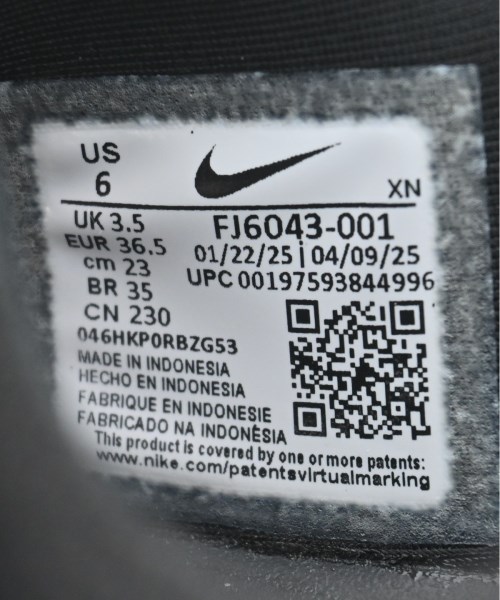 US
6
XN
UK 3.5
EUR 36.5
cm 23
BR 35
CN 230
FJ6043-001
01/22/25 | 04/09/25
UPC 00197593844996
046HKP0RBZG53
MADE IN INDONESIA
HECHO EN INDONESIA
FABRIQUE EN INDONESIE
FABRICADO NA INDONÉSIA
This product is covered by one or more patents:
www.nike.com/patentsvirtualmarking